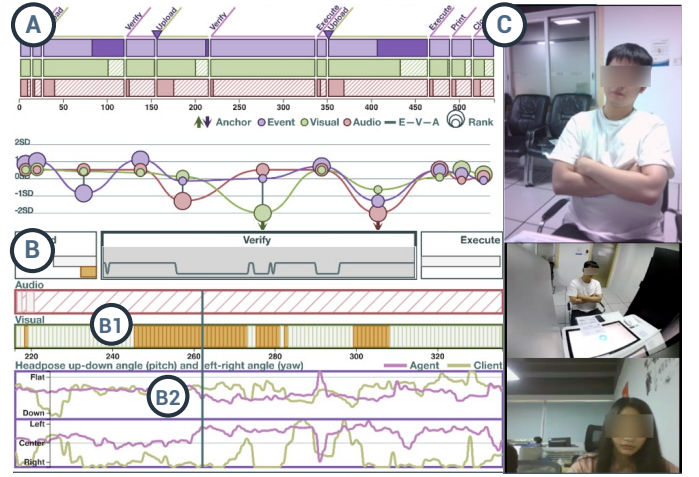 A
C
Verify
Upload
Verify
Execute
Upload
Execute
Print
0 50 100 150 200 250 300 350 400 450 500
Anchor Event Visual Audio E–V–A Rank
2SD
-1SD
-2SD
B
Verify
Execute
Audio
Visual
B1
220 240 260 280 300 320
Headpose up-down angle (pitch) and left-right angle (yaw) Agent Client
Flat
B2
Down
Left
Center
Right